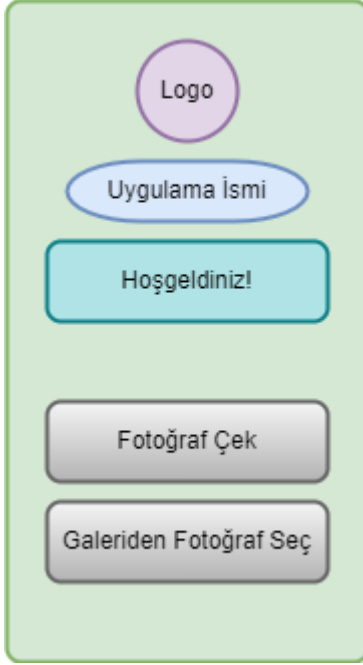 Logo
Uygulama İsmi
Hoşgeldiniz!
Fotoğraf Çek
Galeriden Fotoğraf Seç